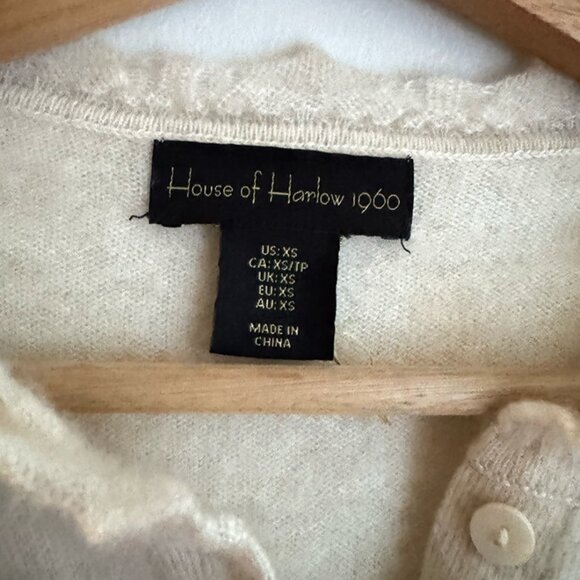 House of Harlow 1960
US: XS
CA: XS/TP
UK: XS
EU: XS
AU: XS
MADE IN
CHINA